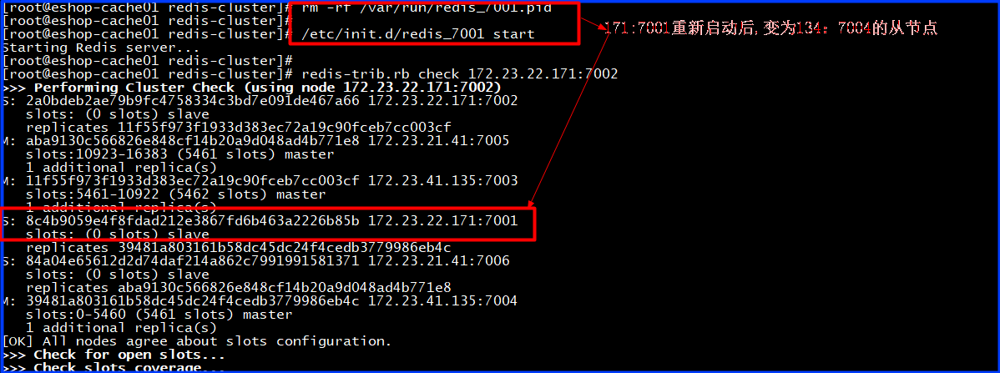 [root@eshop-cache01 redis-cluster]# rm -rf /var/run/redis_7001.pid
[root@eshop-cache01 redis-cluster]#
[root@eshop-cache01 redis-cluster]# /etc/init.d/redis_7001 start
171:7001重新启动后,变为134：7004的从节点
Starting Redis server...
[root@eshop-cache01 redis-cluster]#
[root@eshop-cache01 redis-cluster]# redis-trib.rb check 172.23.22.171:7002
>>> Performing Cluster Check (using node 172.23.22.171:7002)
S: 2a0bdeb2ae79b9fc4758334c3bd7e091de467a66 172.23.22.171:7002
slots: (0 slots) slave
replicates 11f55f973f1933d383ec72a19c90fceb7cc003cf
M: aba9130c566826e848cf14b20a9d048ad4b771e8 172.23.21.41:7005
slots:10923-16383 (5461 slots) master
1 additional replica(s)
M: 11f55f973f1933d383ec72a19c90fceb7cc003cf 172.23.41.135:7003
slots:5461-10922 (5462 slots) master
1 additional replica(s)
S: 8c4b9059e4f8fdad212e3867fd6b463a2226b85b 172.23.22.171:7001
slots: (0 slots) slave
replicates 39481a803161b58dc45dc24f4cedb3779986eb4c
S: 84a04e65612d2d74daf214a862c7991991581371 172.23.21.41:7006
slots: (0 slots) slave
replicates aba9130c566826e848cf14b20a9d048ad4b771e8
M: 39481a803161b58dc45dc24f4cedb3779986eb4c 172.23.41.135:7004
slots:0-5460 (5461 slots) master
1 additional replica(s)
[OK] All nodes agree about slots configuration.
>>> Check for open slots...
>>> Check slots coverage...